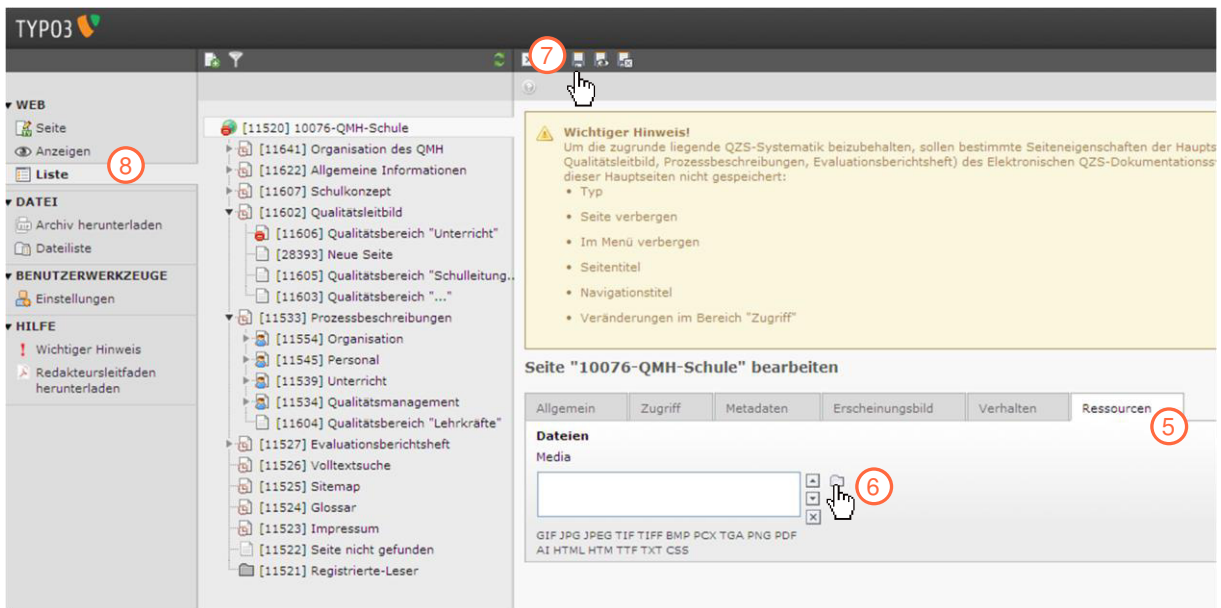 TYPO3
7
WEB
Seite
Anzeigen
8
Liste
DATEI
Archiv herunterladen
Dateiliste
BENUTZERWERKZEUGE
Einstellungen
HILFE
Wichtiger Hinweis
Redakteursleitfaden
herunterladen
[11520] 10076-QMH-Schule
[11641] Organisation des QMH
[11622] Allgemeine Informationen
[11607] Schulkonzept
[11602] Qualitätsleitbild
[11606] Qualitätsbereich "Unterricht"
[28393] Neue Seite
[11605] Qualitätsbereich "Schulleitung..
[11603] Qualitätsbereich "..."
[11533] Prozessbeschreibungen
[11554] Organisation
[11545] Personal
[11539] Unterricht
[11534] Qualitätsmanagement
[11604] Qualitätsbereich "Lehrkräfte"
[11527] Evaluationsberichtsheft
[11526] Volltextsuche
[11525] Sitemap
[11524] Glossar
[11523] Impressum
[11522] Seite nicht gefunden
[11521] Registrierte-Leser
Wichtiger Hinweis!
Um die zugrunde liegende QZS-Systematik beizubehalten, sollen bestimmte Seiteneigenschaften der Haupts
Qualitätsleitbild, Prozessbeschreibungen, Evaluationsberichtsheft) des Elektronischen QZS-Dokumentationss
dieser Hauptseiten nicht gespeichert:
• Typ
• Seite verbergen
• Im Menü verbergen
• Seitentitel
• Navigationstitel
• Veränderungen im Bereich "Zugriff"
Seite "10076-QMH-Schule" bearbeiten
Allgemein Zugriff Metadaten Erscheinungsbild Verhalten Ressourcen
5
Dateien
Media
6
GIF JPG JPEG TIF TIFF BMP PCX TGA PNG PDF
AI HTML HTM TTF TXT CSS